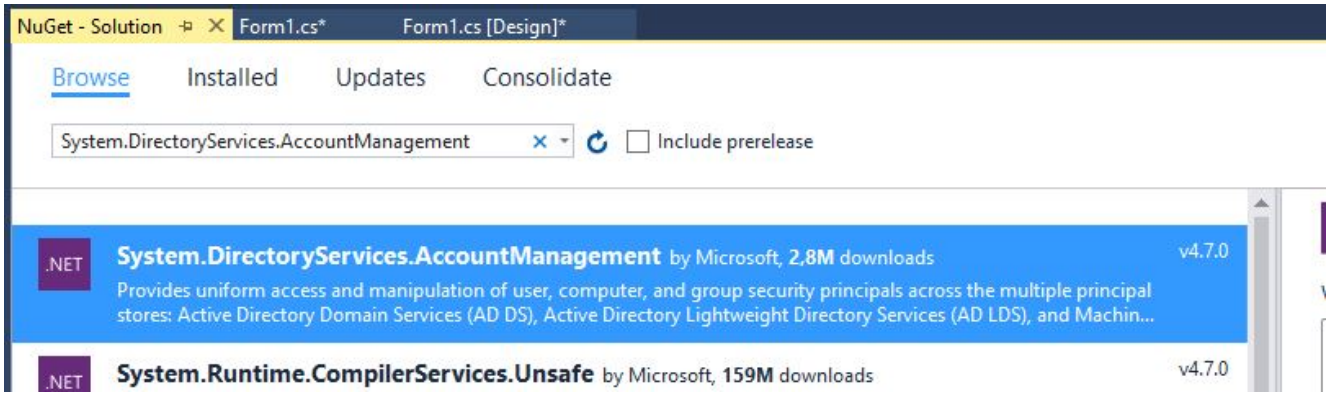 NuGet - Solution Form1.cs* Form1.cs [Design]*
Browse Installed Updates Consolidate
System.DirectoryServices.AccountManagement Include prerelease
.NET System.DirectoryServices.AccountManagement by Microsoft, 2,8M downloads v4.7.0
Provides uniform access and manipulation of user, computer, and group security principals across the multiple principal
stores: Active Directory Domain Services (AD DS), Active Directory Lightweight Directory Services (AD LDS), and Machin...
.NET System.Runtime.CompilerServices.Unsafe by Microsoft, 159M downloads v4.7.0